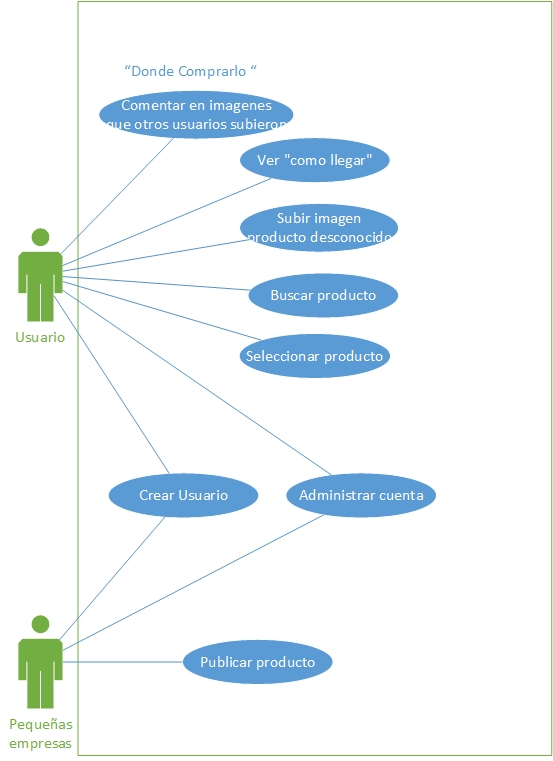 “Donde Comprarlo “
Comentar en imagenes
que otros usuarios subieron
Ver "como llegar"
Subir imagen
producto desconocido
Buscar producto
Usuario
Seleccionar producto
Crear Usuario
Administrar cuenta
Publicar producto
Pequeñas
empresas